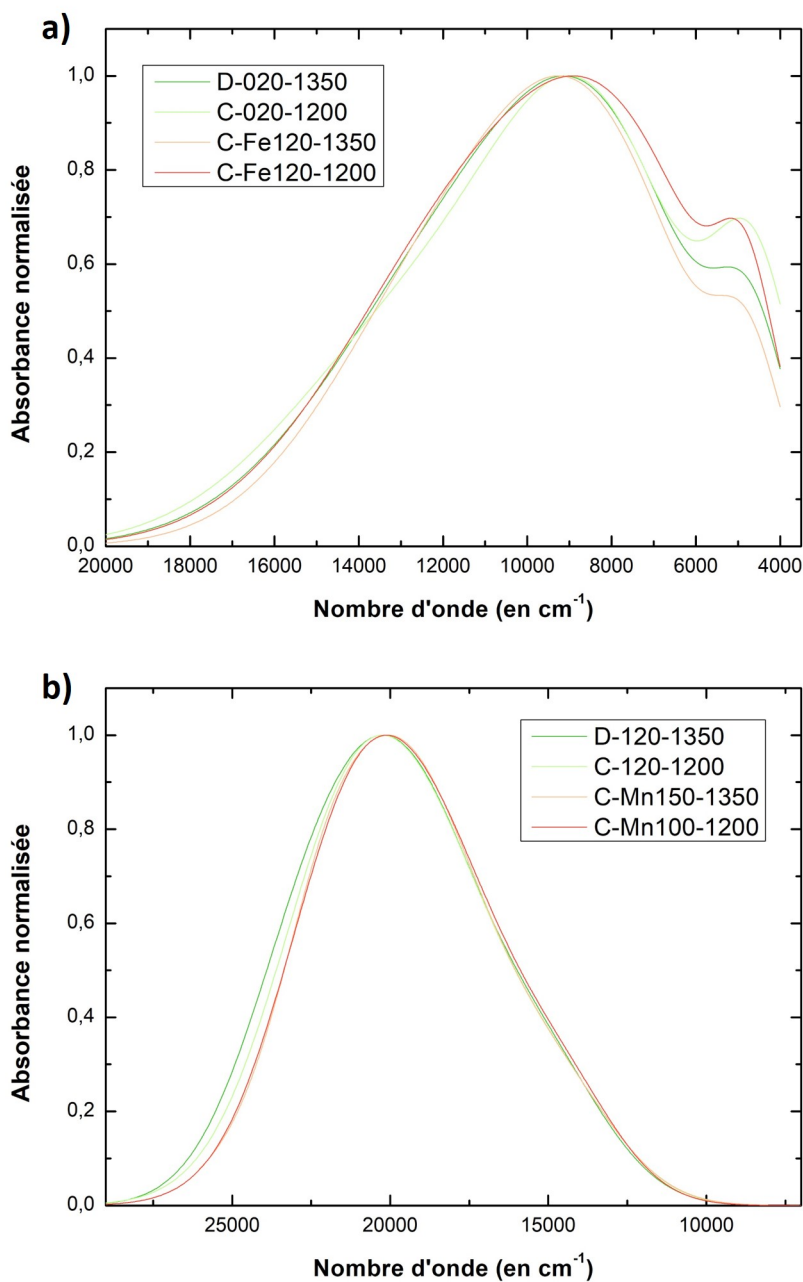 a)
Absorbance normalisée
1,0
0,8
0,6
0,4
0,2
0,0
D-020-1350
C-020-1200
C-Fe120-1350
C-Fe120-1200
20000 18000 16000 14000 12000 10000 8000 6000 4000
Nombre d'onde (en cm⁻¹)
b)
Absorbance normalisée
1,0
0,8
0,6
0,4
0,2
0,0
D-120-1350
C-120-1200
C-Mn150-1350
C-Mn100-1200
25000 20000 15000 10000
Nombre d'onde (en cm⁻¹)